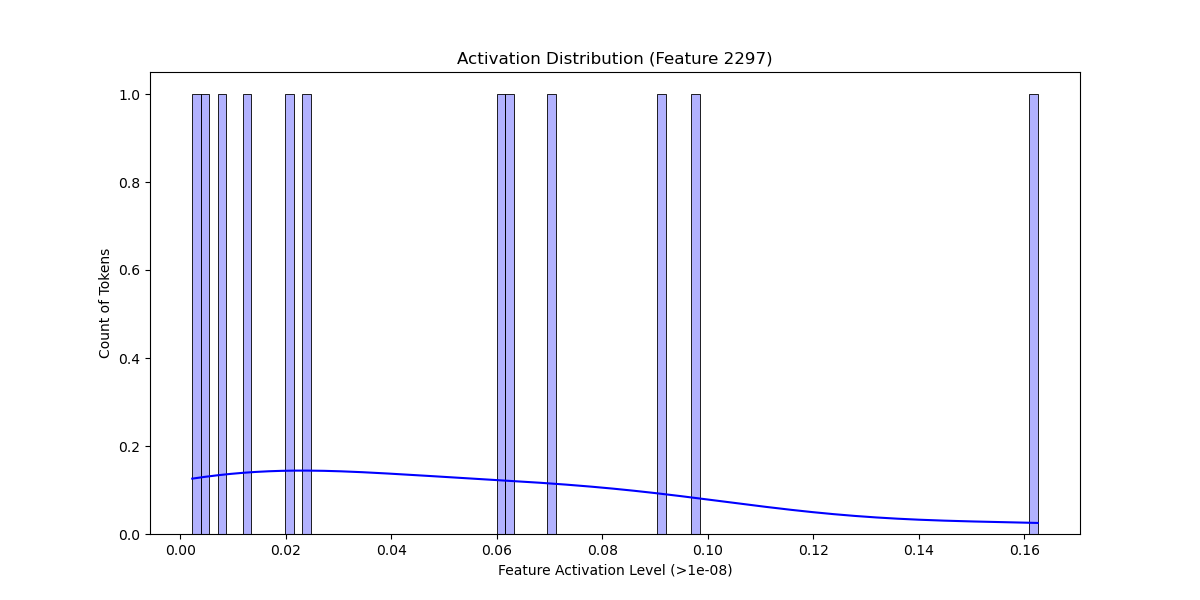 Activation Distribution (Feature 2297)
1.0
0.8
0.6
0.4
0.2
0.0
Count of Tokens
0.00 0.02 0.04 0.06 0.08 0.10 0.12 0.14 0.16
Feature Activation Level (>1e-08)